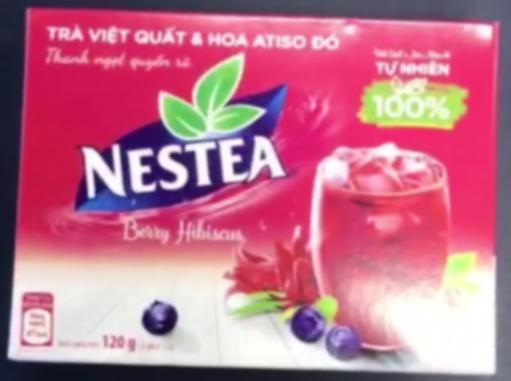 TRÀ VIỆT QUẤT & HOA ATISO ĐỎ
Thanh ngọt quyến rũ
TỰ NHIÊN
100%
NESTEA
Berry Hibiscus
120 g